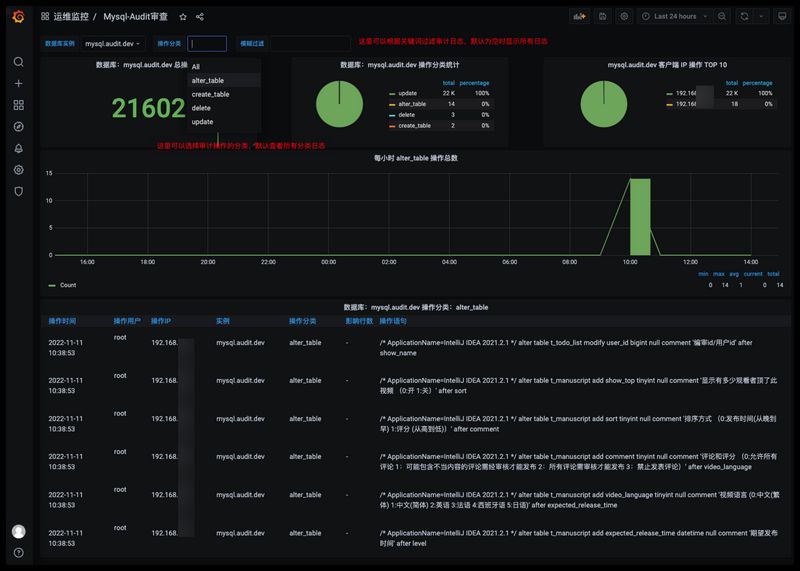 运维监控 / Mysql-Audit审查
Last 24 hours
数据库实例 mysql.audit.dev 操作分类 模糊过滤
这里可以根据关键词过滤审计日志，默认为空时显示所有日志
All
alter_table
create_table
delete
update
数据库：mysql.audit.dev 总操
21602
这里可以选择审计操作的分类，默认查看所有分类日志
数据库：mysql.audit.dev 操作分类统计
total percentage
update 22 K 100%
alter_table 14 0%
delete 3 0%
create_table 2 0%
mysql.audit.dev 客户端 IP 操作 TOP 10
total percentage
192.168 22 K 100%
192.168 18 0%
每小时 alter_table 操作总数
15
10
5
0
16:00 18:00 20:00 22:00 00:00 02:00 04:00 06:00 08:00 10:00 12:00 14:00
min max avg current total
Count 0 14 1 0 14
数据库：mysql.audit.dev 操作分类：alter_table
操作时间 操作用户 操作IP 实例 操作分类 影响行数 操作语句
2022-11-11 10:38:53 root 192.168. mysql.audit.dev alter_table - /* ApplicationName=IntelliJ IDEA 2021.2.1 */ alter table t_todo_list modify user_id bigint null comment '编审id/用户id' after
show_name
2022-11-11 10:38:53 root 192.168. mysql.audit.dev alter_table - /* ApplicationName=IntelliJ IDEA 2021.2.1 */ alter table t_manuscript add show_top tinyint null comment '显示有多少观看者顶了此
视频 （0:开 1:关）' after sort
2022-11-11 10:38:53 root 192.168. mysql.audit.dev alter_table - /* ApplicationName=IntelliJ IDEA 2021.2.1 */ alter table t_manuscript add sort tinyint null comment '排序方式 （0:发布时间(从晚到
早) 1:评分 (从高到低)）' after comment
2022-11-11 10:38:53 root 192.168. mysql.audit.dev alter_table - /* ApplicationName=IntelliJ IDEA 2021.2.1 */ alter table t_manuscript add comment tinyint null comment '评论和评分 （0:允许所有
评论 1：可能包含不当内容的评论需经审核才能发布 2：所有评论需审核才能发布 3：禁止发表评论）' after video_language
2022-11-11 10:38:53 root 192.168. mysql.audit.dev alter_table - /* ApplicationName=IntelliJ IDEA 2021.2.1 */ alter table t_manuscript add video_language tinyint null comment '视频语言 (0:中文(繁
体) 1:中文(简体) 2:英语 3:法语 4:西班牙语 5:日语)' after expected_release_time
2022-11-11 10:38:53 root 192.168. mysql.audit.dev alter_table - /* ApplicationName=IntelliJ IDEA 2021.2.1 */ alter table t_manuscript add expected_release_time datetime null comment '期望发布
时间' after level